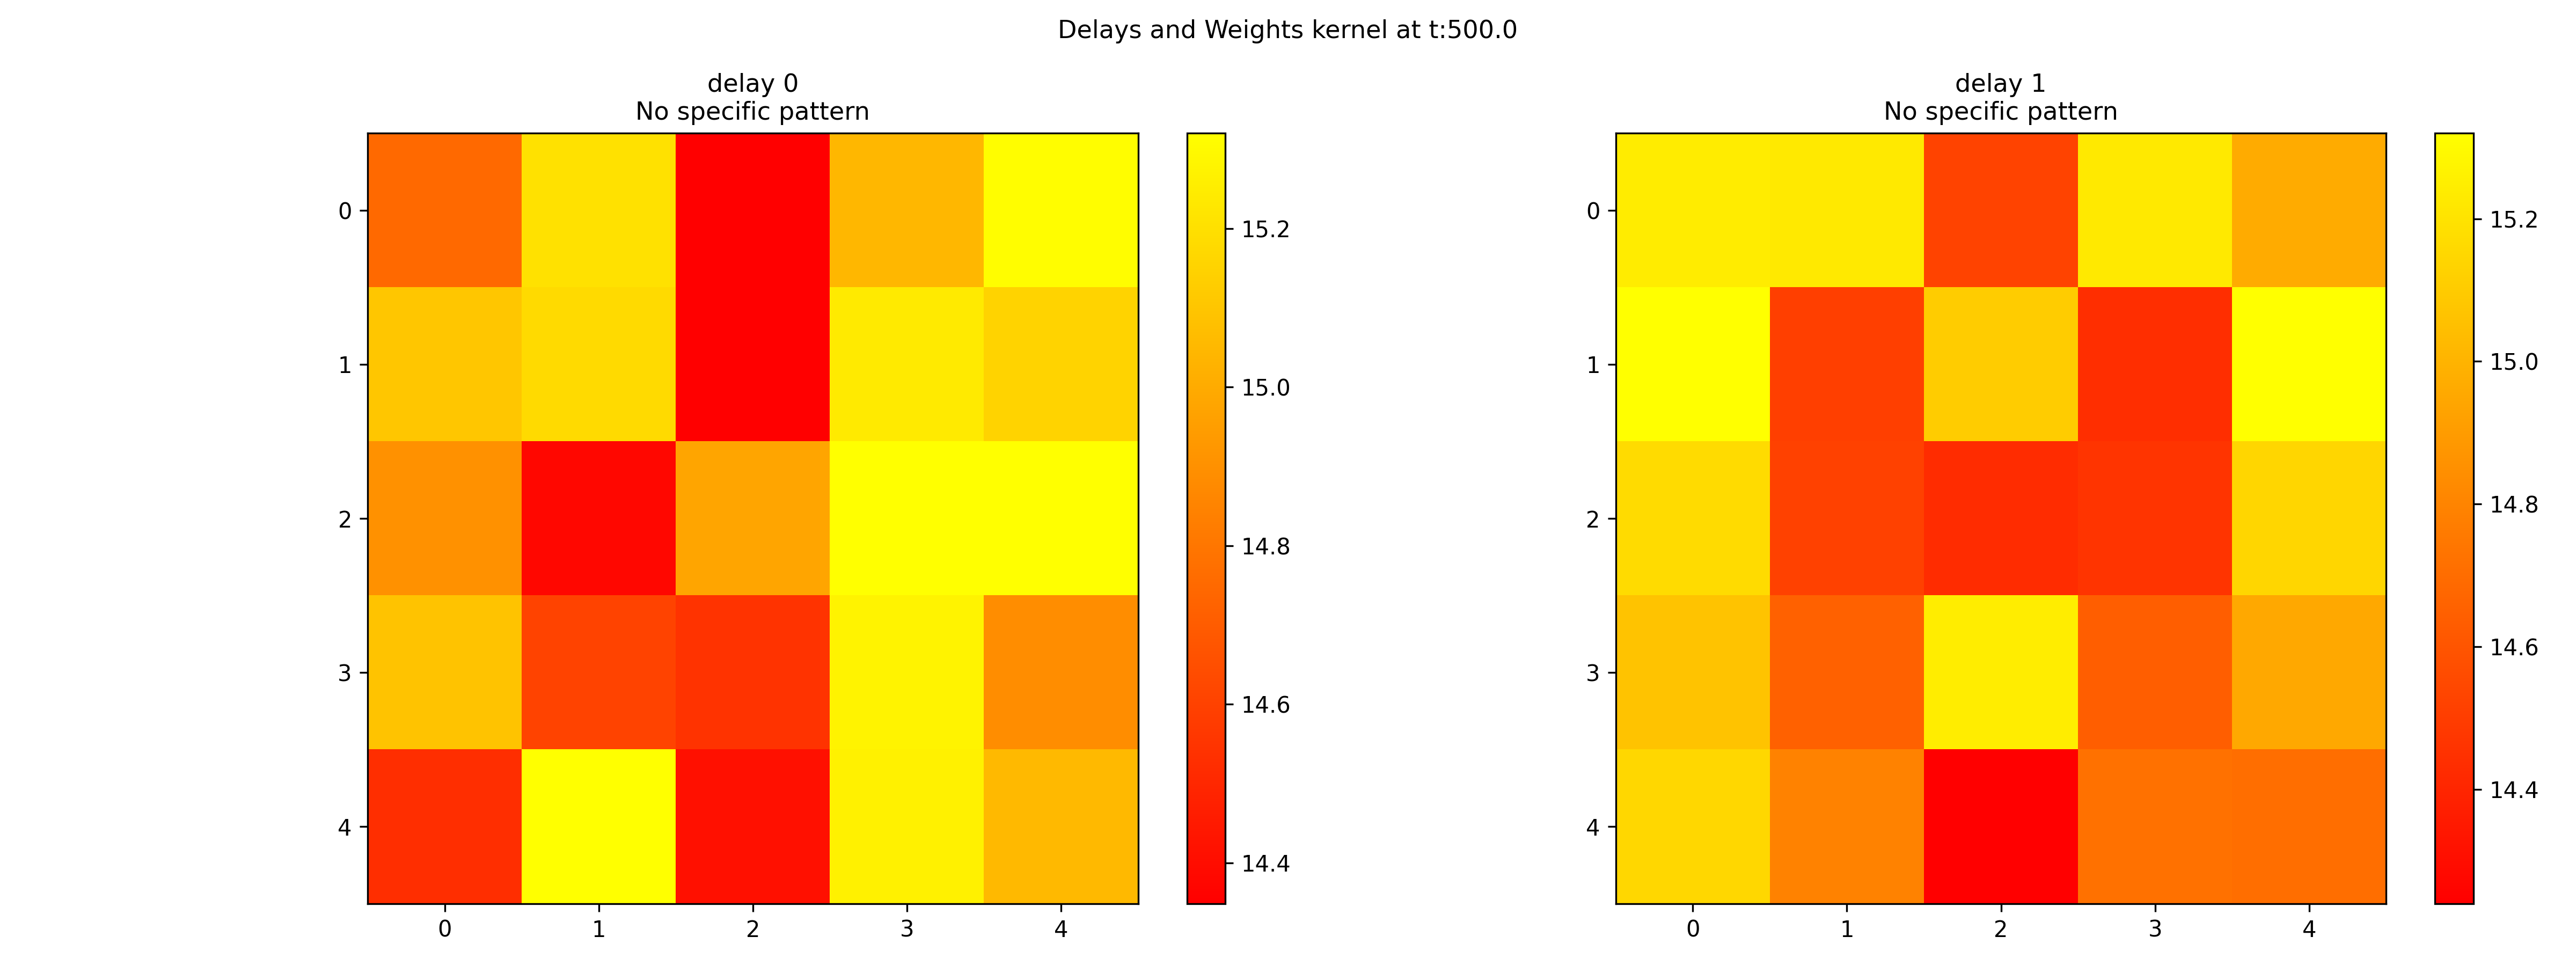 Delays and Weights kernel at t:500.0
delay 0
No specific pattern
0
1
2
3
4
0 1 2 3 4
15.2
15.0
14.8
14.6
14.4
delay 1
No specific pattern
0
1
2
3
4
0 1 2 3 4
15.2
15.0
14.8
14.6
14.4